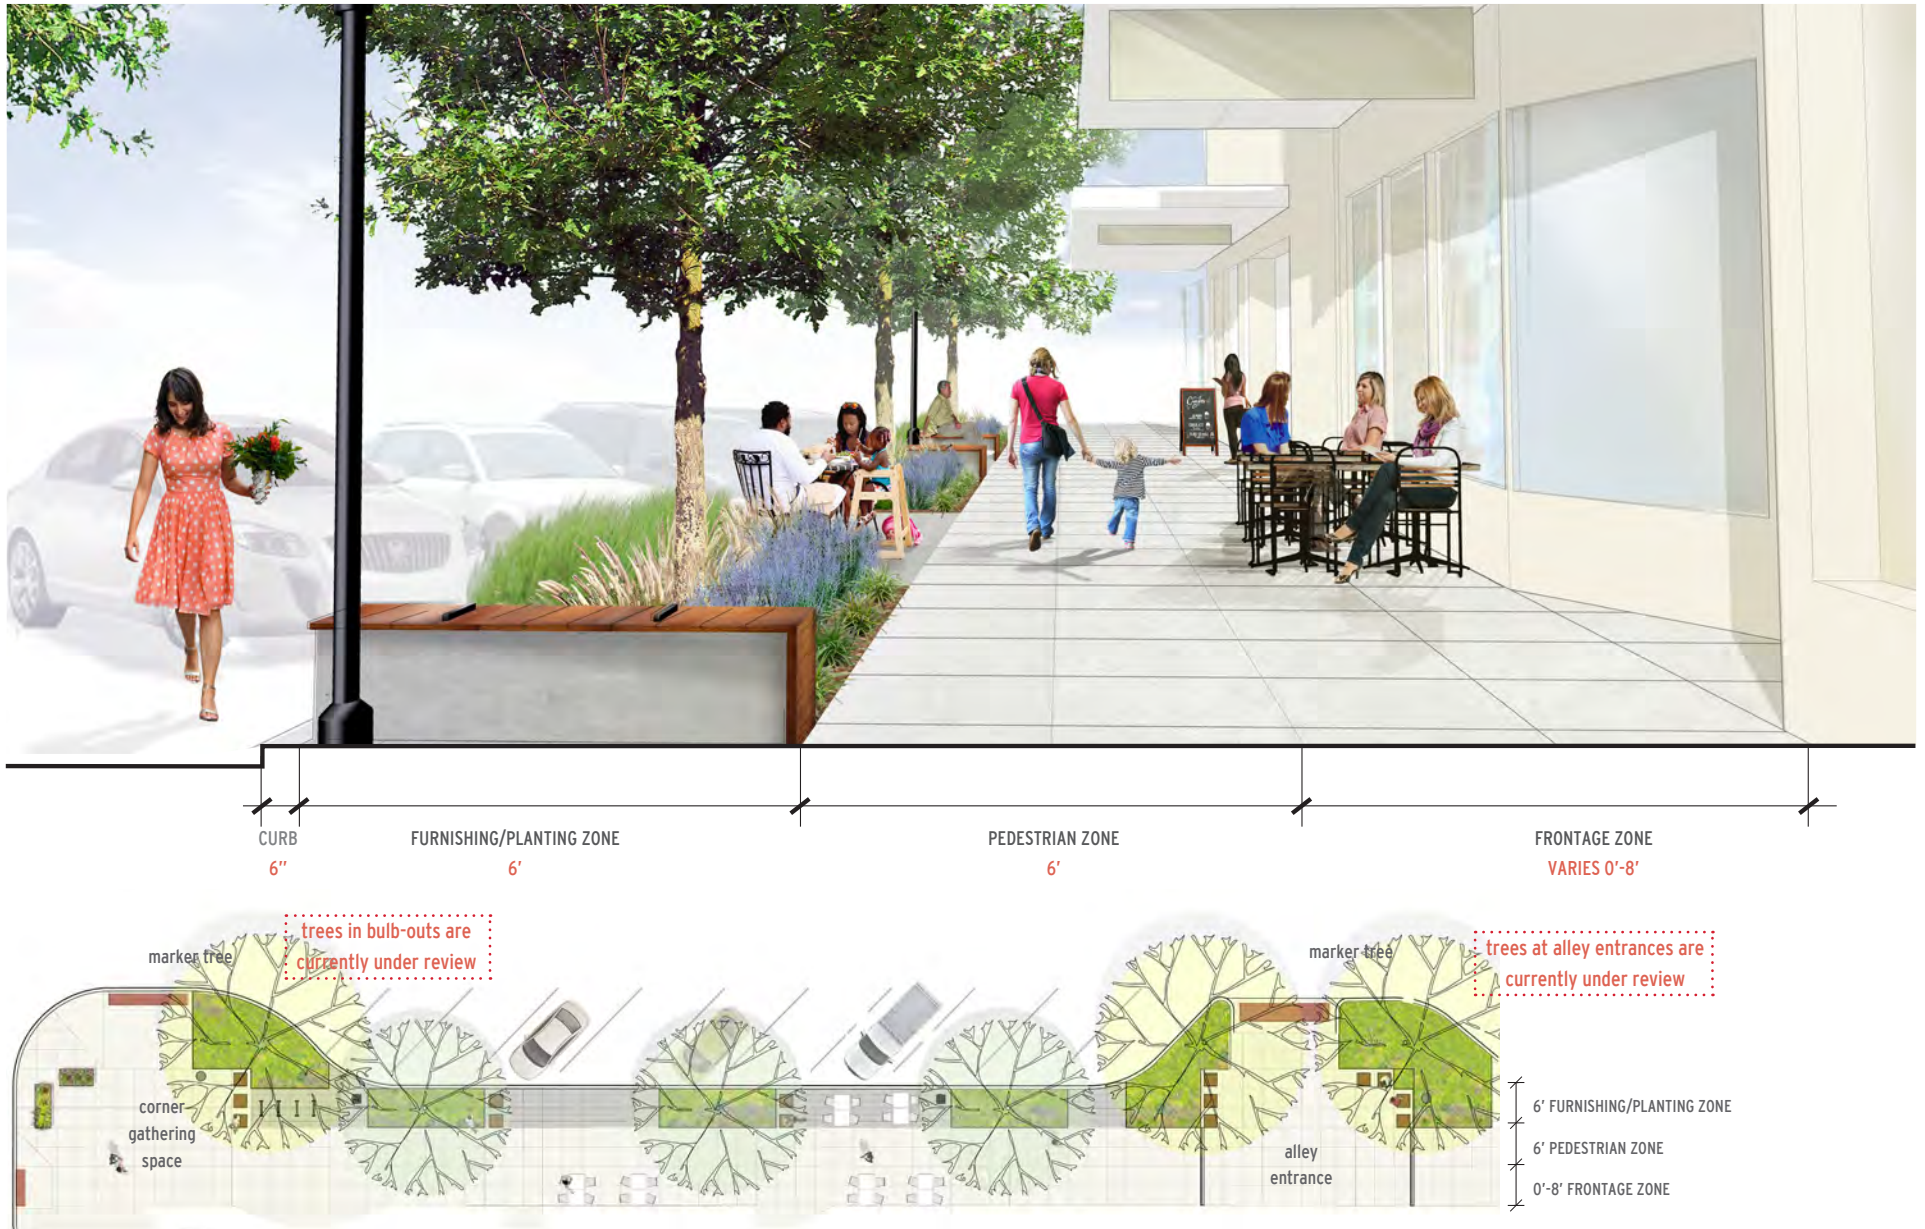 CURB
6"
FURNISHING/PLANTING ZONE
6'
PEDESTRIAN ZONE
6'
FRONTAGE ZONE
VARIES 0'-8'
marker tree
trees in bulb-outs are
currently under review
marker tree
trees at alley entrances are
currently under review
corner
gathering
space
alley
entrance
6' FURNISHING/PLANTING ZONE
6' PEDESTRIAN ZONE
0'-8' FRONTAGE ZONE